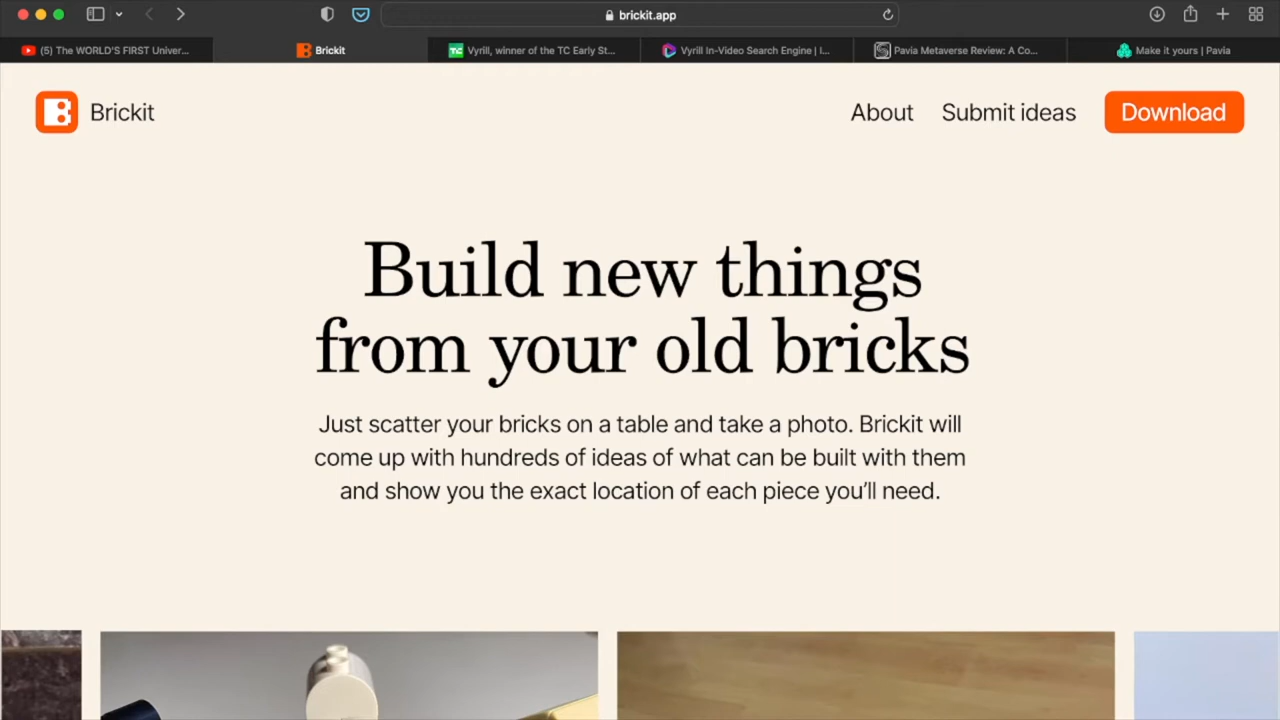 brickit.app
(5) The WORLD'S FIRST Univer...
Brickit
Vyrill, winner of the TC Early St...
Vyrill In-Video Search Engine | I...
Pavia Metaverse Review: A Co...
Make it yours | Pavia
Brickit
About
Submit ideas
Download
Build new things
from your old bricks
Just scatter your bricks on a table and take a photo. Brickit will
come up with hundreds of ideas of what can be built with them
and show you the exact location of each piece you'll need.